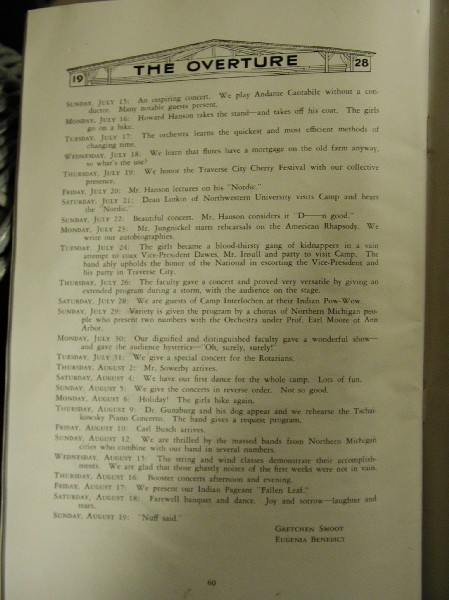 THE OVERTURE
19 28
SUNDAY, JULY 15: An inspiring concert. We play Andante Cantabile without a con-
ductor. Many notable guests present.
MONDAY, JULY 16: Howard Hanson takes the stand—and takes off his coat. The girls
go on a hike.
TUESDAY, JULY 17: The orchestra learns the quickest and most efficient methods of
changing time.
WEDNESDAY, JULY 18: We learn that flutes have a mortgage on the old farm anyway,
so what's the use?
THURSDAY, JULY 19: We honor the Traverse City Cherry Festival with our collective
presence.
FRIDAY, JULY 20: Mr. Hanson lectures on his "Nordic."
SATURDAY, JULY 21: Dean Lutkin of Northwestern University visits Camp and hears
the "Nordic."
SUNDAY, JULY 22: Beautiful concert. Mr. Hanson considers it "D——n good."
MONDAY, JULY 23: Mr. Jungnickel starts rehearsals on the American Rhapsody. We
write our autobiographies.
TUESDAY, JULY 24: The girls became a blood-thirsty gang of kidnappers in a vain
attempt to coax Vice-President Dawes, Mr. Insull and party to visit Camp. The
band ably upholds the honor of the National in escorting the Vice-President and
his party in Traverse City.
THURSDAY, JULY 26: The faculty gave a concert and proved very versatile by giving an
extended program during a storm, with the audience on the stage.
SATURDAY, JULY 28: We are guests of Camp Interlochen at their Indian Pow-Wow.
SUNDAY, JULY 29: Variety is given the program by a chorus of Northern Michigan peo-
ple who present two numbers with the Orchestra under Prof. Earl Moore of Ann
Arbor.
MONDAY, JULY 30: Our dignified and distinguished faculty gave a wonderful show—
and gave the audience hysterics—"Oh, surely, surely!"
TUESDAY, JULY 31: We give a special concert for the Rotarians.
THURSDAY, AUGUST 2: Mr. Sowerby arrives.
SATURDAY, AUGUST 4: We have our first dance for the whole camp. Lots of fun.
SUNDAY, AUGUST 5: We give the concerts in reverse order. Not so good.
MONDAY, AUGUST 6: Holiday! The girls hike again.
THURSDAY, AUGUST 9: Dr. Gunzburg and his dog appear and we rehearse the Tscha-
kowsky Piano Concerto. The band gives a request program.
FRIDAY, AUGUST 10: Carl Busch arrives.
SUNDAY, AUGUST 12: We are thrilled by the massed bands from Northern Michigan
cities who combine with our band in several numbers.
WEDNESDAY, AUGUST 15: The string and wind classes demonstrate their accomplish-
ments. We are glad that those ghastly noises of the first weeks were not in vain.
THURSDAY, AUGUST 16: Booster concerts afternoon and evening.
FRIDAY, AUGUST 17: We present our Indian Pageant "Fallen Leaf."
SATURDAY, AUGUST 18: Farewell banquet and dance. Joy and sorrow—laughter and
tears.
SUNDAY, AUGUST 19: "Nuff said."
GRETCHEN SMOOT
EUGENIA BENEDICT
60